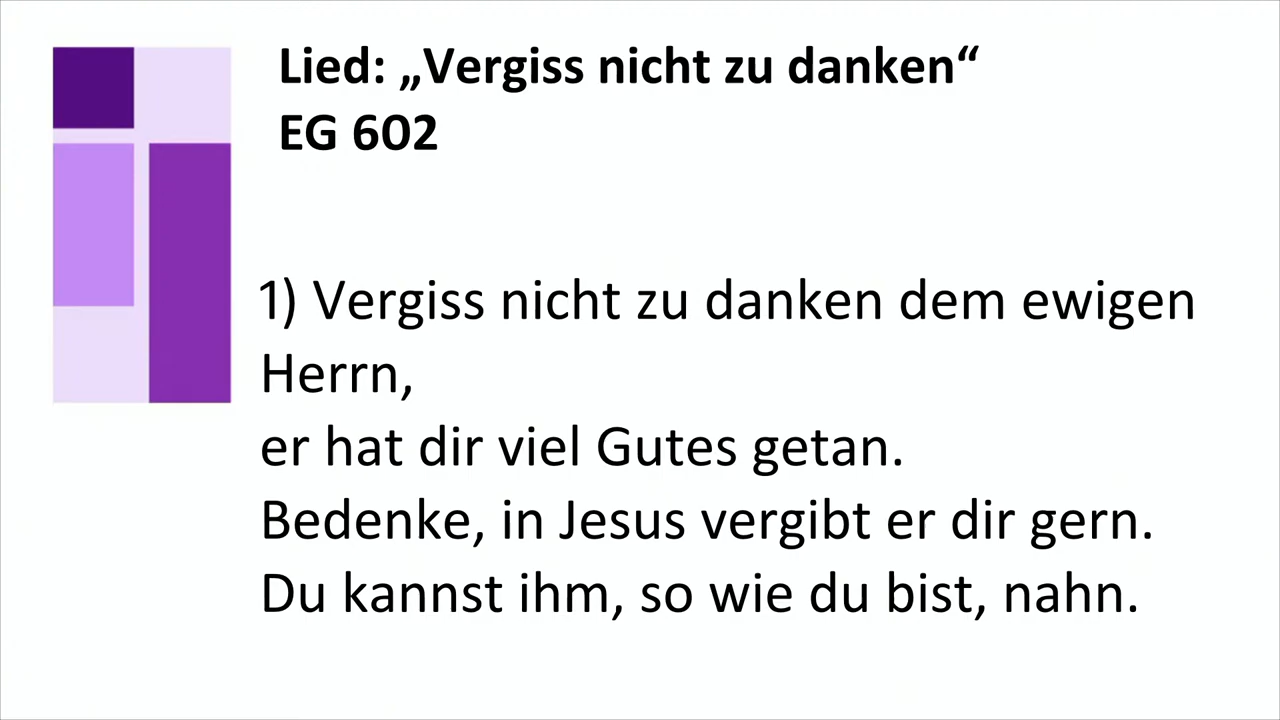 Lied: „Vergiss nicht zu danken“
EG 602
1) Vergiss nicht zu danken dem ewigen
Herrn,
er hat dir viel Gutes getan.
Bedenke, in Jesus vergibt er dir gern.
Du kannst ihm, so wie du bist, nahn.